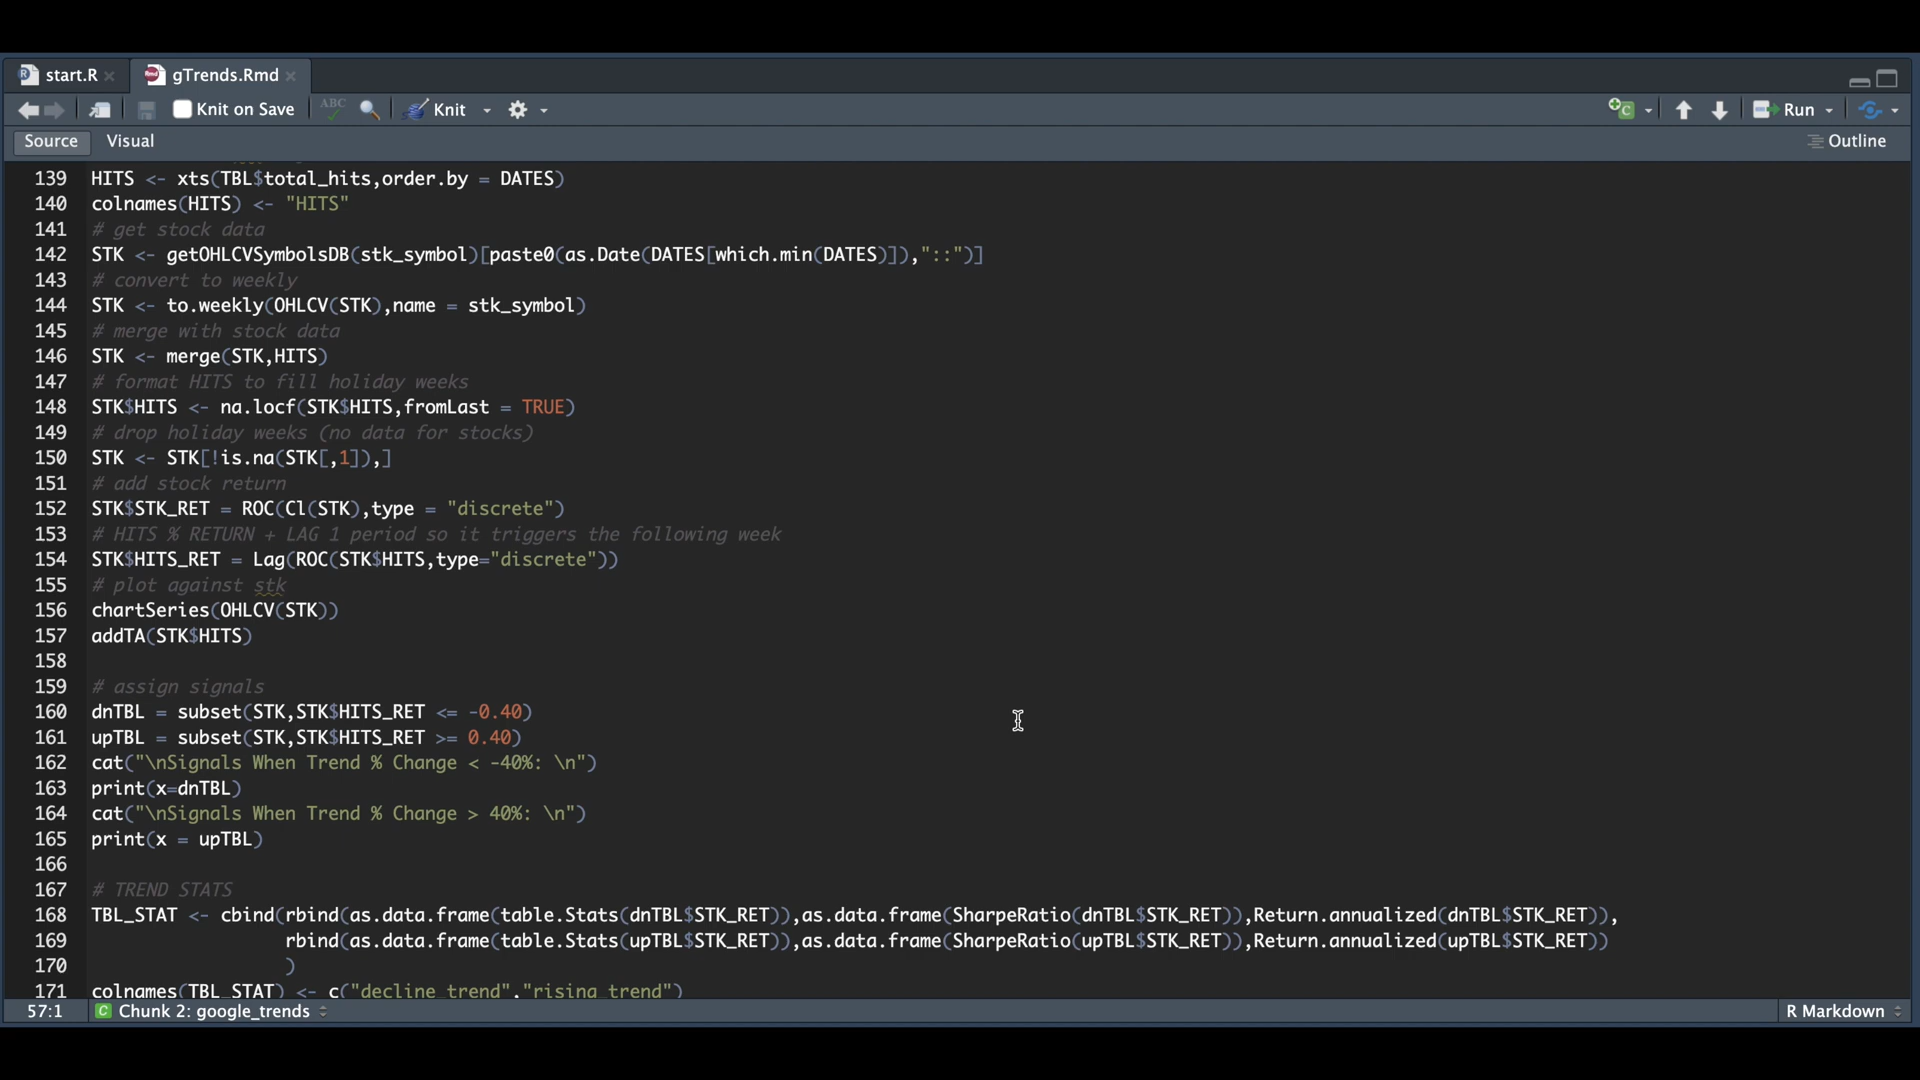 start.R
gTrends.Rmd
Knit on Save
ABC
Knit
Run
Source
Visual
Outline
139 HITS <- xts(TBL$total_hits,order.by = DATES)
140 colnames(HITS) <- "HITS"
141 # get stock data
142 STK <- getOHLCVSymbolsDB(stk_symbol)[paste0(as.Date(DATES[which.min(DATES)]),"::")]
143 # convert to weekly
144 STK <- to.weekly(OHLCV(STK),name = stk_symbol)
145 # merge with stock data
146 STK <- merge(STK,HITS)
147 # format HITS to fill holiday weeks
148 STK$HITS <- na.locf(STK$HITS,fromLast = TRUE)
149 # drop holiday weeks (no data for stocks)
150 STK <- STK[!is.na(STK[,1]),]
151 # add stock return
152 STK$STK_RET = ROC(Cl(STK),type = "discrete")
153 # HITS % RETURN + LAG 1 period so it triggers the following week
154 STK$HITS_RET = Lag(ROC(STK$HITS,type="discrete"))
155 # plot against stk
156 chartSeries(OHLCV(STK))
157 addTA(STK$HITS)
158
159 # assign signals
160 dnTBL = subset(STK,STK$HITS_RET <= -0.40)
161 upTBL = subset(STK,STK$HITS_RET >= 0.40)
162 cat("\nSignals When Trend % Change < -40%: \n")
163 print(x=dnTBL)
164 cat("\nSignals When Trend % Change > 40%: \n")
165 print(x = upTBL)
166
167 # TREND STATS
168 TBL_STAT <- cbind(rbind(as.data.frame(table.Stats(dnTBL$STK_RET)),as.data.frame(SharpeRatio(dnTBL$STK_RET)),Return.annualized(dnTBL$STK_RET)),
169 rbind(as.data.frame(table.Stats(upTBL$STK_RET)),as.data.frame(SharpeRatio(upTBL$STK_RET)),Return.annualized(upTBL$STK_RET))
170 )
171 colnames(TBL_STAT) <- c("decline_trend","rising_trend")
57:1
C Chunk 2: google_trends
R Markdown